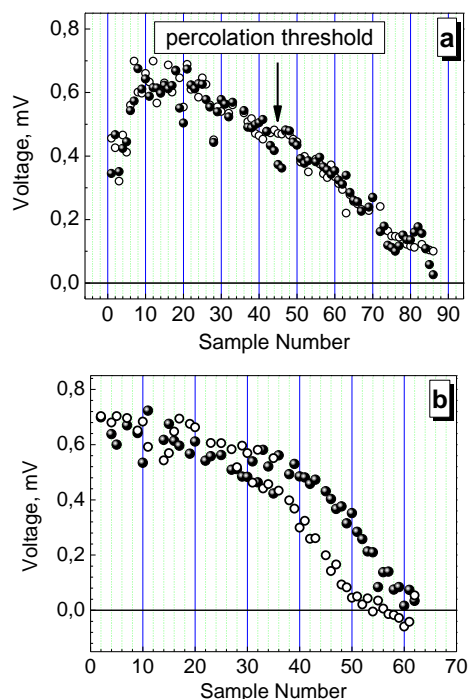 0,8
percolation threshold
a
0,6
0,4
0,2
0,0
Voltage, mV
0 10 20 30 40 50 60 70 80 90
Sample Number
0,8
b
0,6
0,4
0,2
0,0
Voltage, mV
0 10 20 30 40 50 60 70
Sample Number